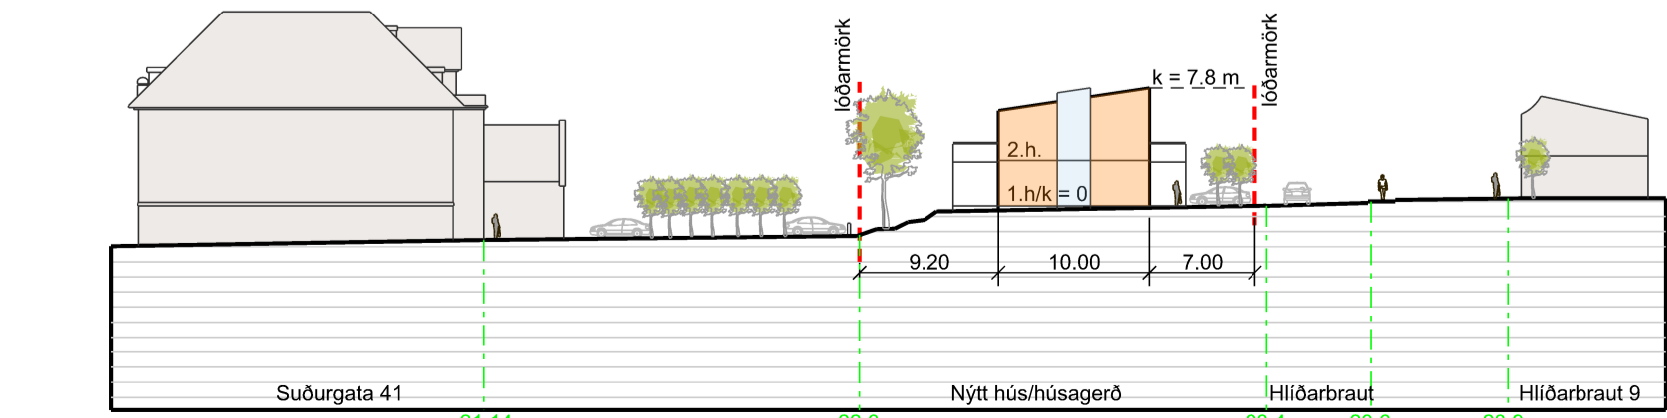 lóðarmörk
lóðarmörk
k = 7.8 m
2.h.
1.h/k = 0
9.20
10.00
7.00
Suðurgata 41
Nýtt hús/húsagerð
Hlíðarbraut
Hlíðarbraut 9